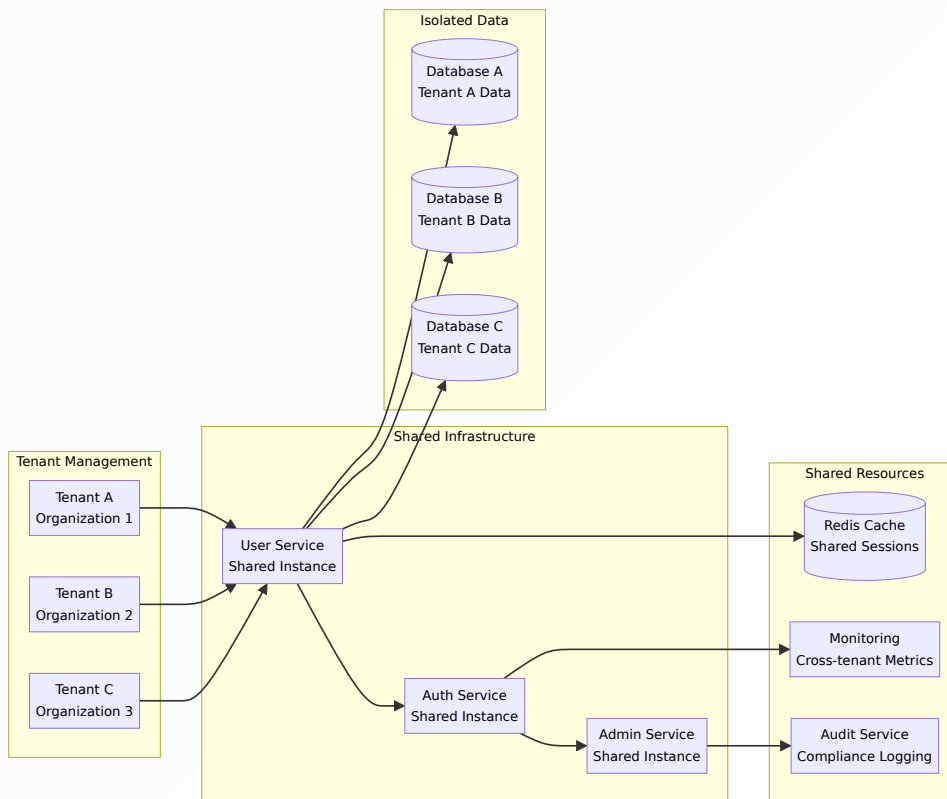 Isolated Data
Database A
Tenant A Data
Database B
Tenant B Data
Database C
Tenant C Data
Shared Infrastructure
Tenant Management
Tenant A
Organization 1
Tenant B
Organization 2
Tenant C
Organization 3
User Service
Shared Instance
Auth Service
Shared Instance
Admin Service
Shared Instance
Shared Resources
Redis Cache
Shared Sessions
Monitoring
Cross-tenant Metrics
Audit Service
Compliance Logging